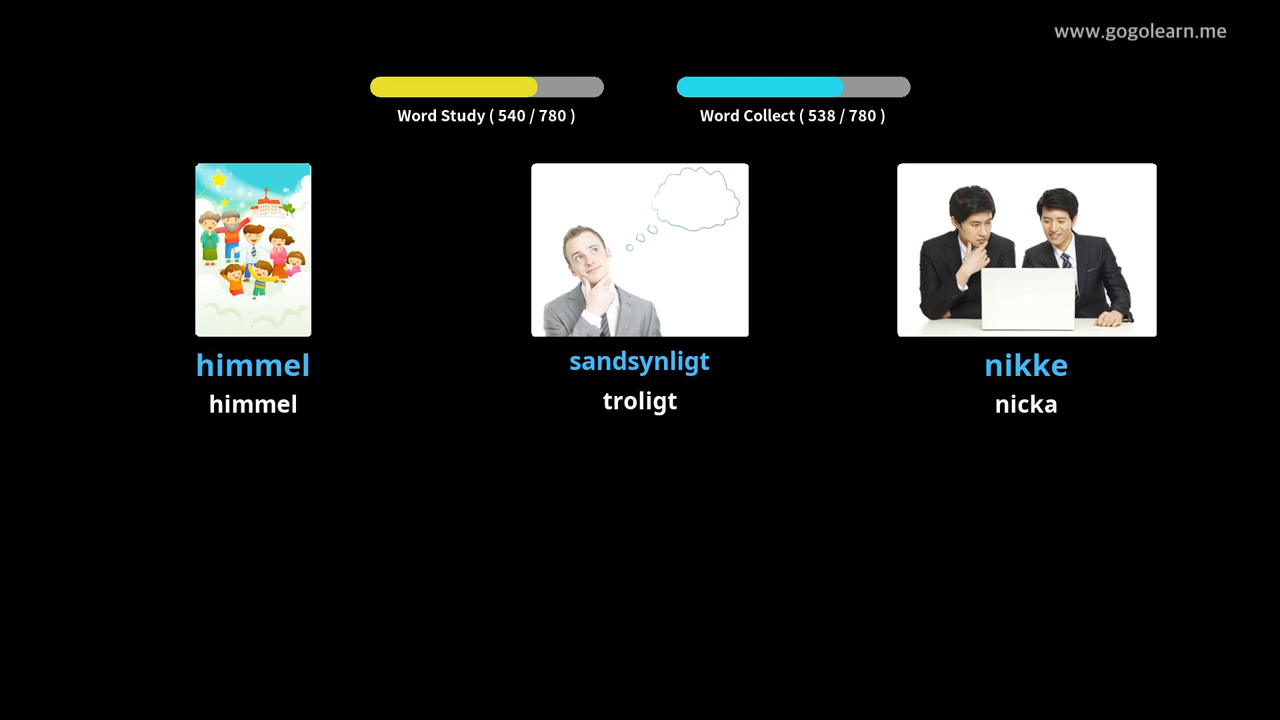 www.gogolearn.me
Word Study ( 540 / 780 )
Word Collect ( 538 / 780 )
himmel
himmel
sandsynligt
troligt
nikke
nicka